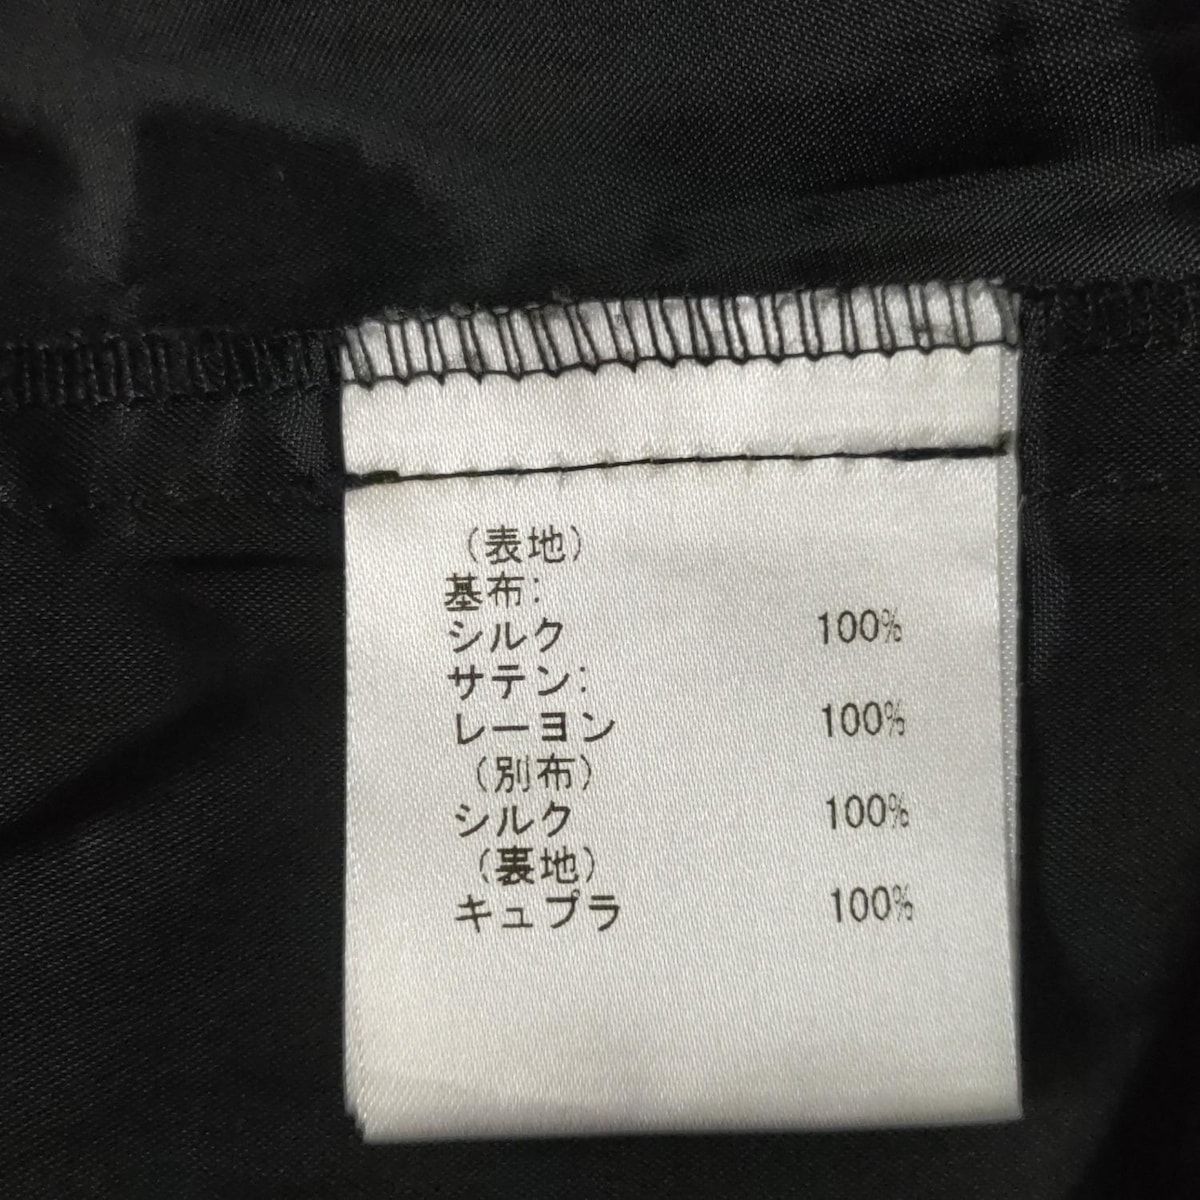 （表地）
基布:
シルク 100%
サテン:
レーヨン 100%
（別布）
シルク 100%
（裏地）
キュプラ 100%